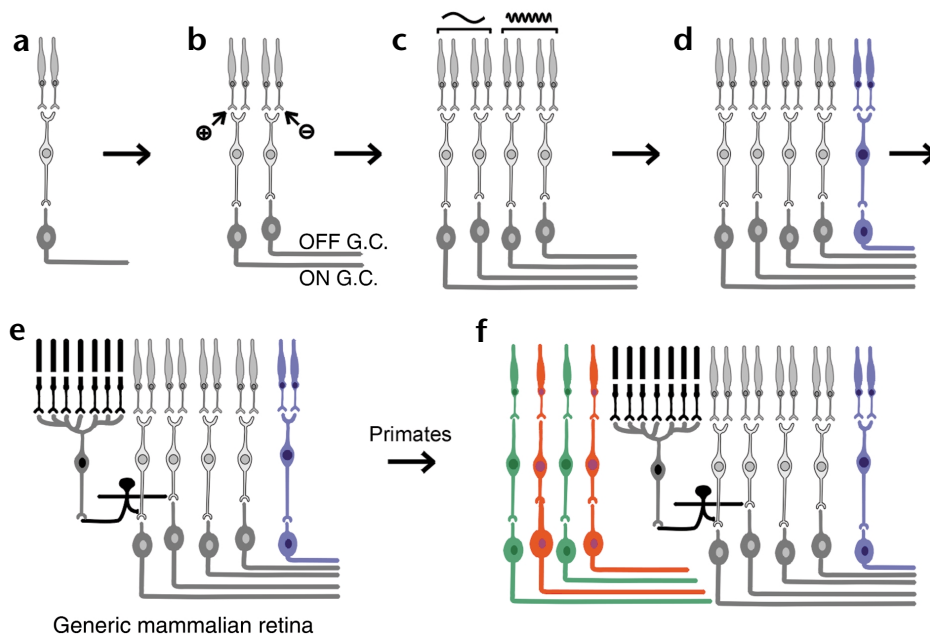 a
b
c
d
⊕
⊖
OFF G.C.
ON G.C.
e
f
Primates
Generic mammalian retina